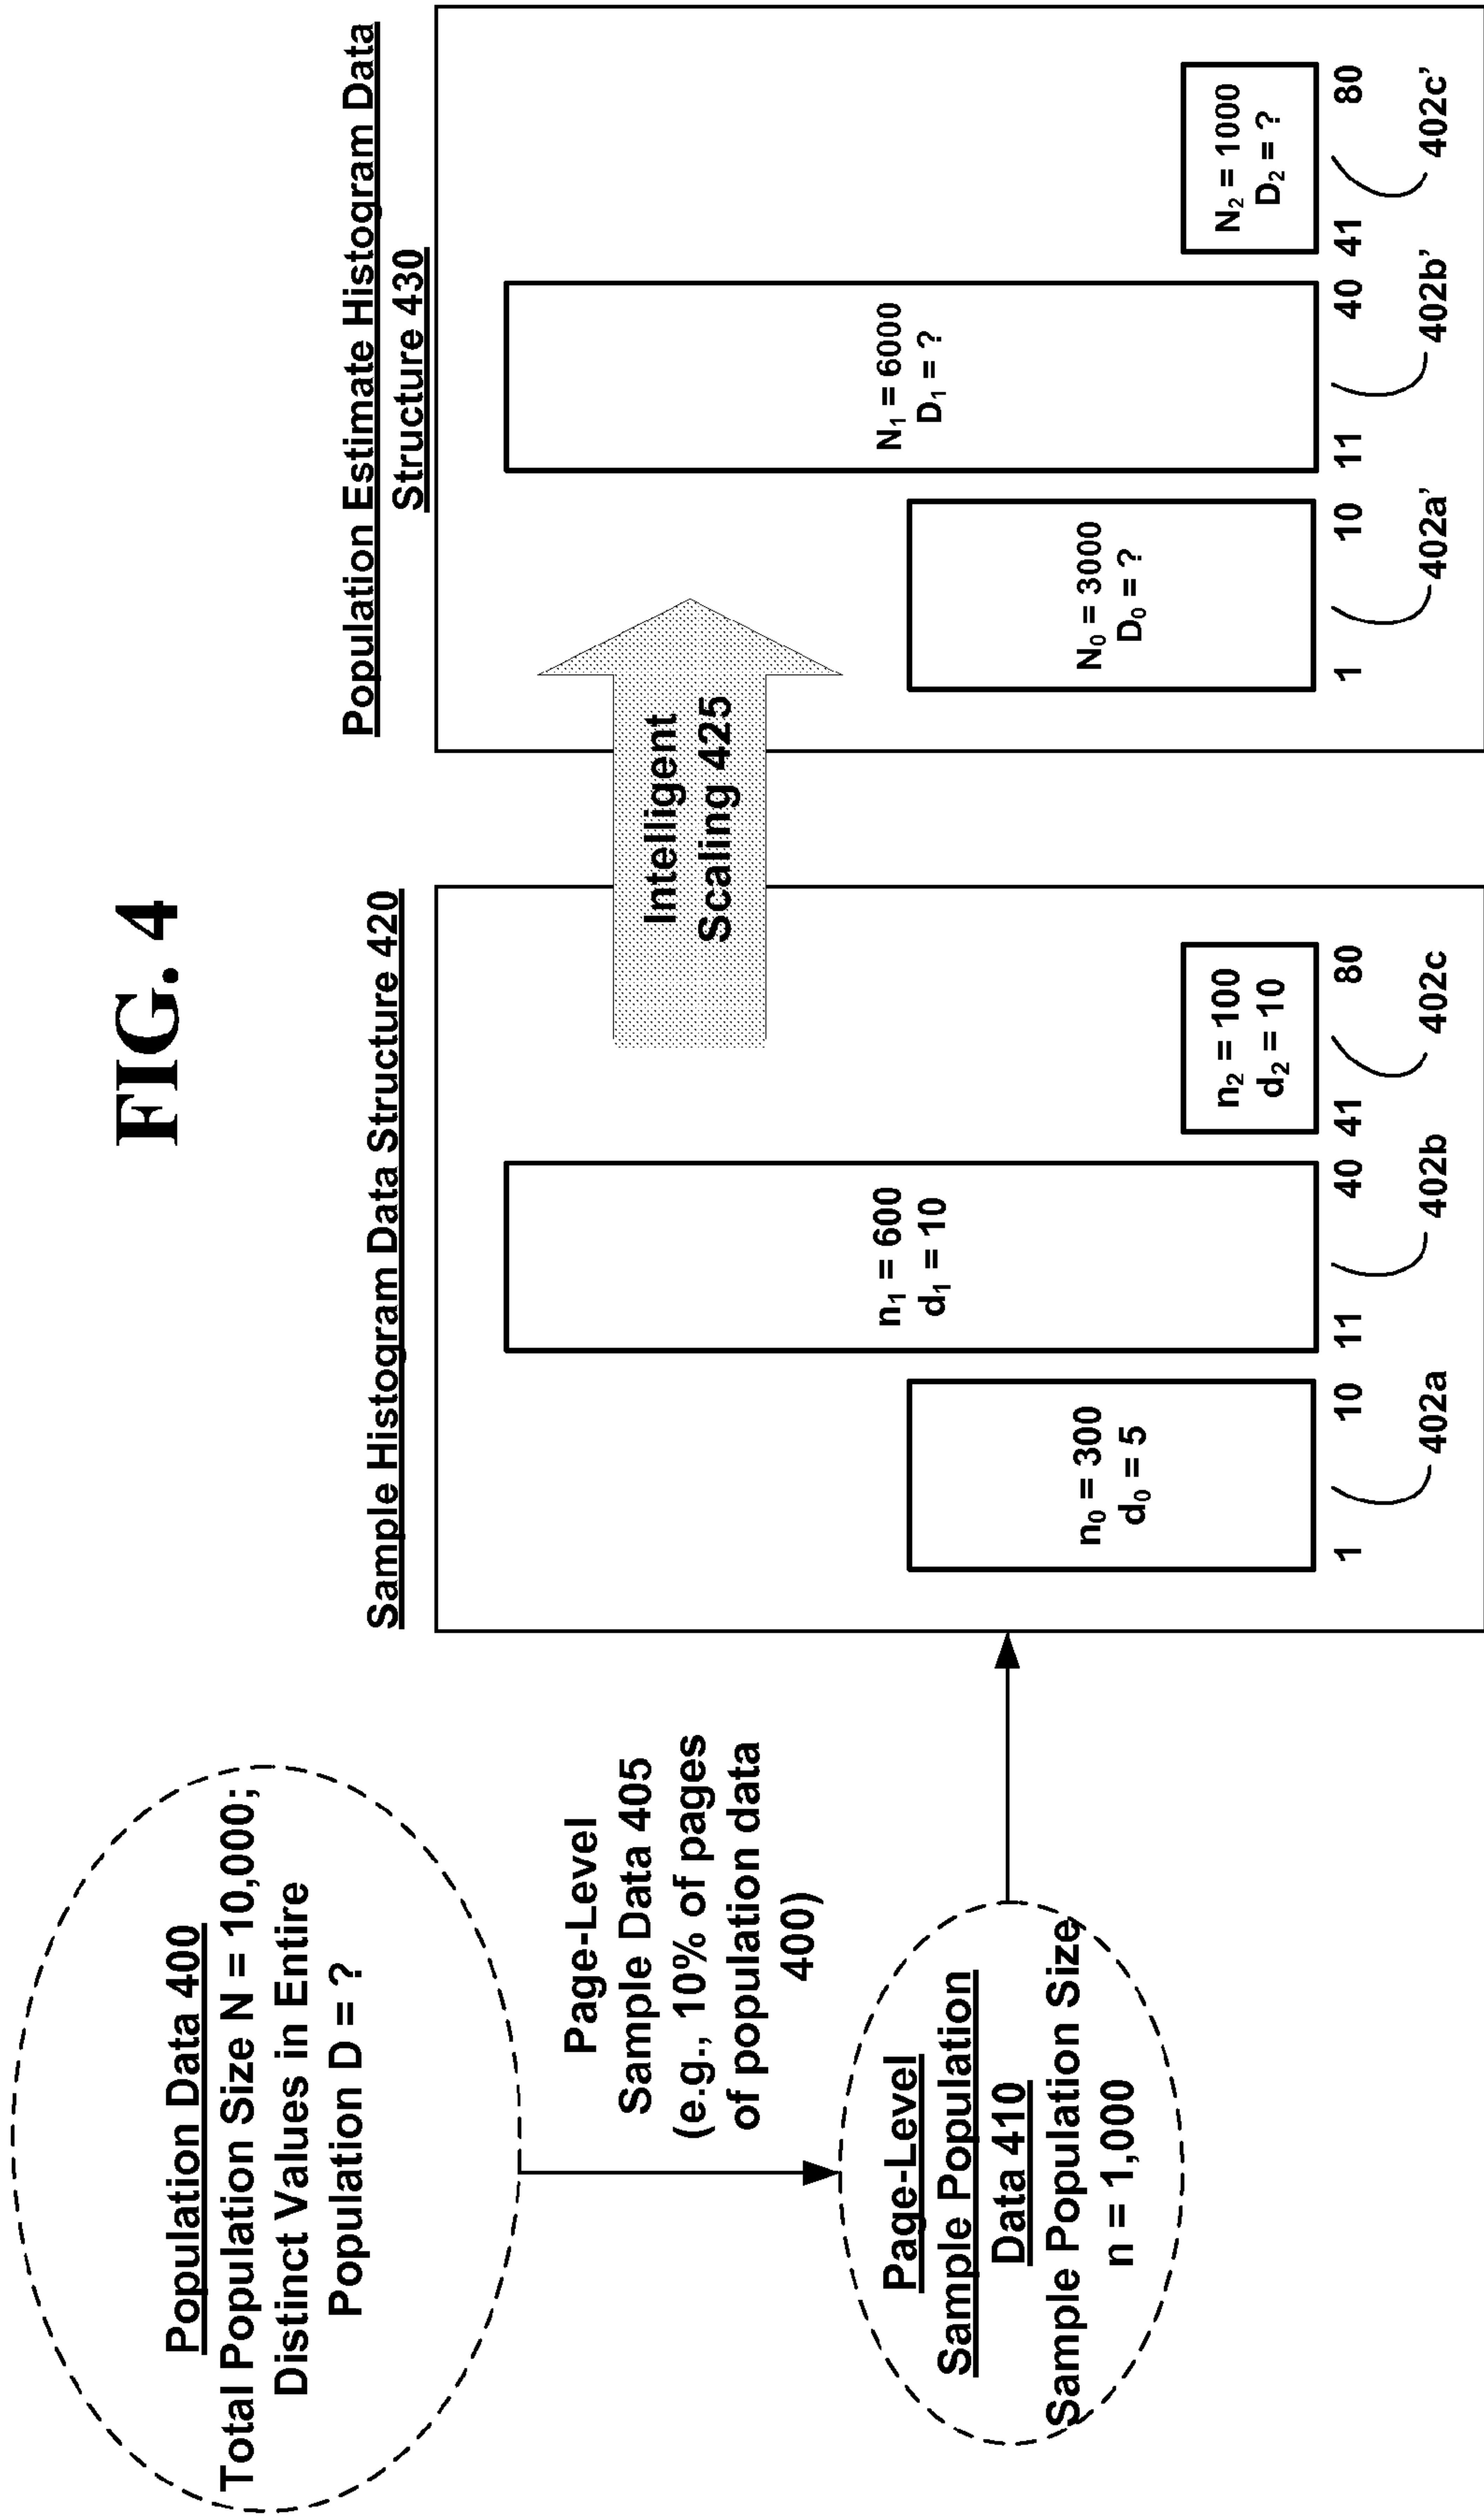 FIG. 4
Population Data 400
Total Population Size N = 10,000;
Distinct Values in Entire
Population D = ?
Page-Level
Sample Data 405
(e.g., 10% of pages
of population data
400)
Page-Level
Sample Population
Data 410
Sample Population Size
n = 1,000
Sample Histogram Data Structure 420
n₀ = 300
d₀ = 5
n₁ = 600
d₁ = 10
n₂ = 100
d₂ = 10
1 10 11 40 41 80
402a 402b 402c
Intelligent
Scaling 425
Population Estimate Histogram Data
Structure 430
N₀ = 3000
D₀ = ?
N₁ = 6000
D₁ = ?
N₂ = 1000
D₂ = ?
1 10 11 40 41 80
402a’ 402b’ 402c’